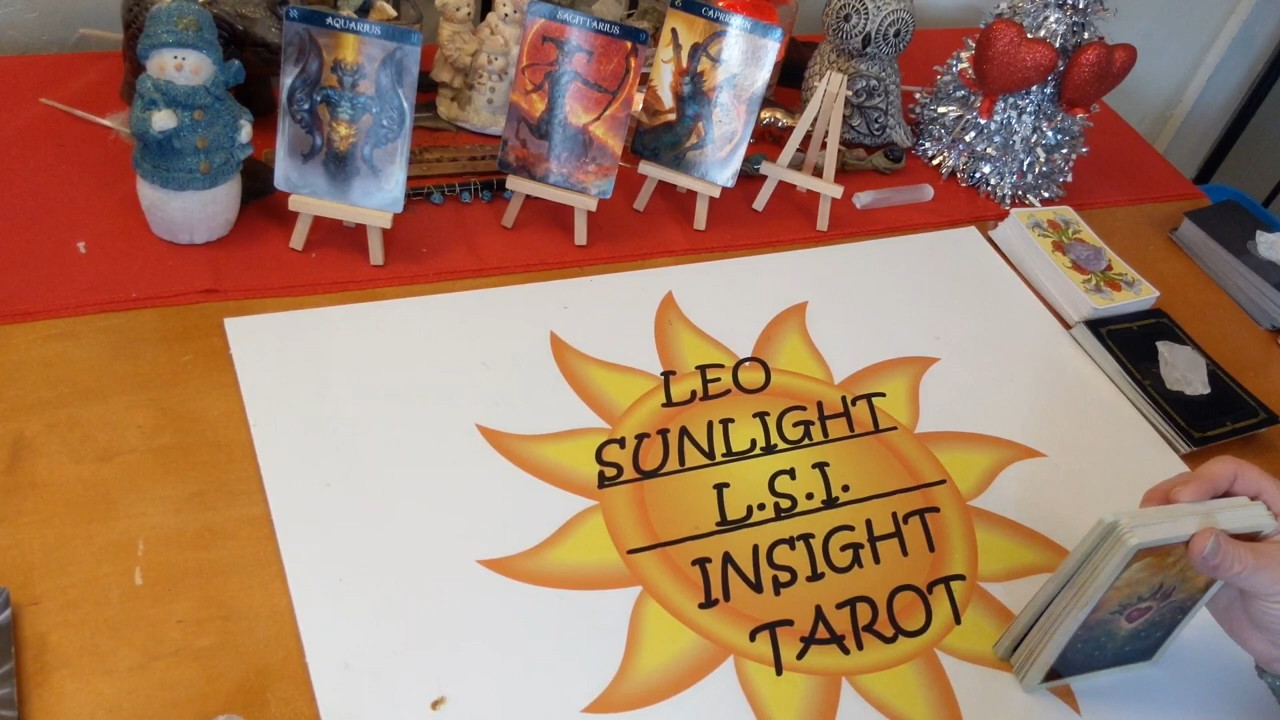 AQUARIUS
SAGITTARIUS
CAPRICORN
LEO
SUNLIGHT
L.S.I.
INSIGHT
TAROT